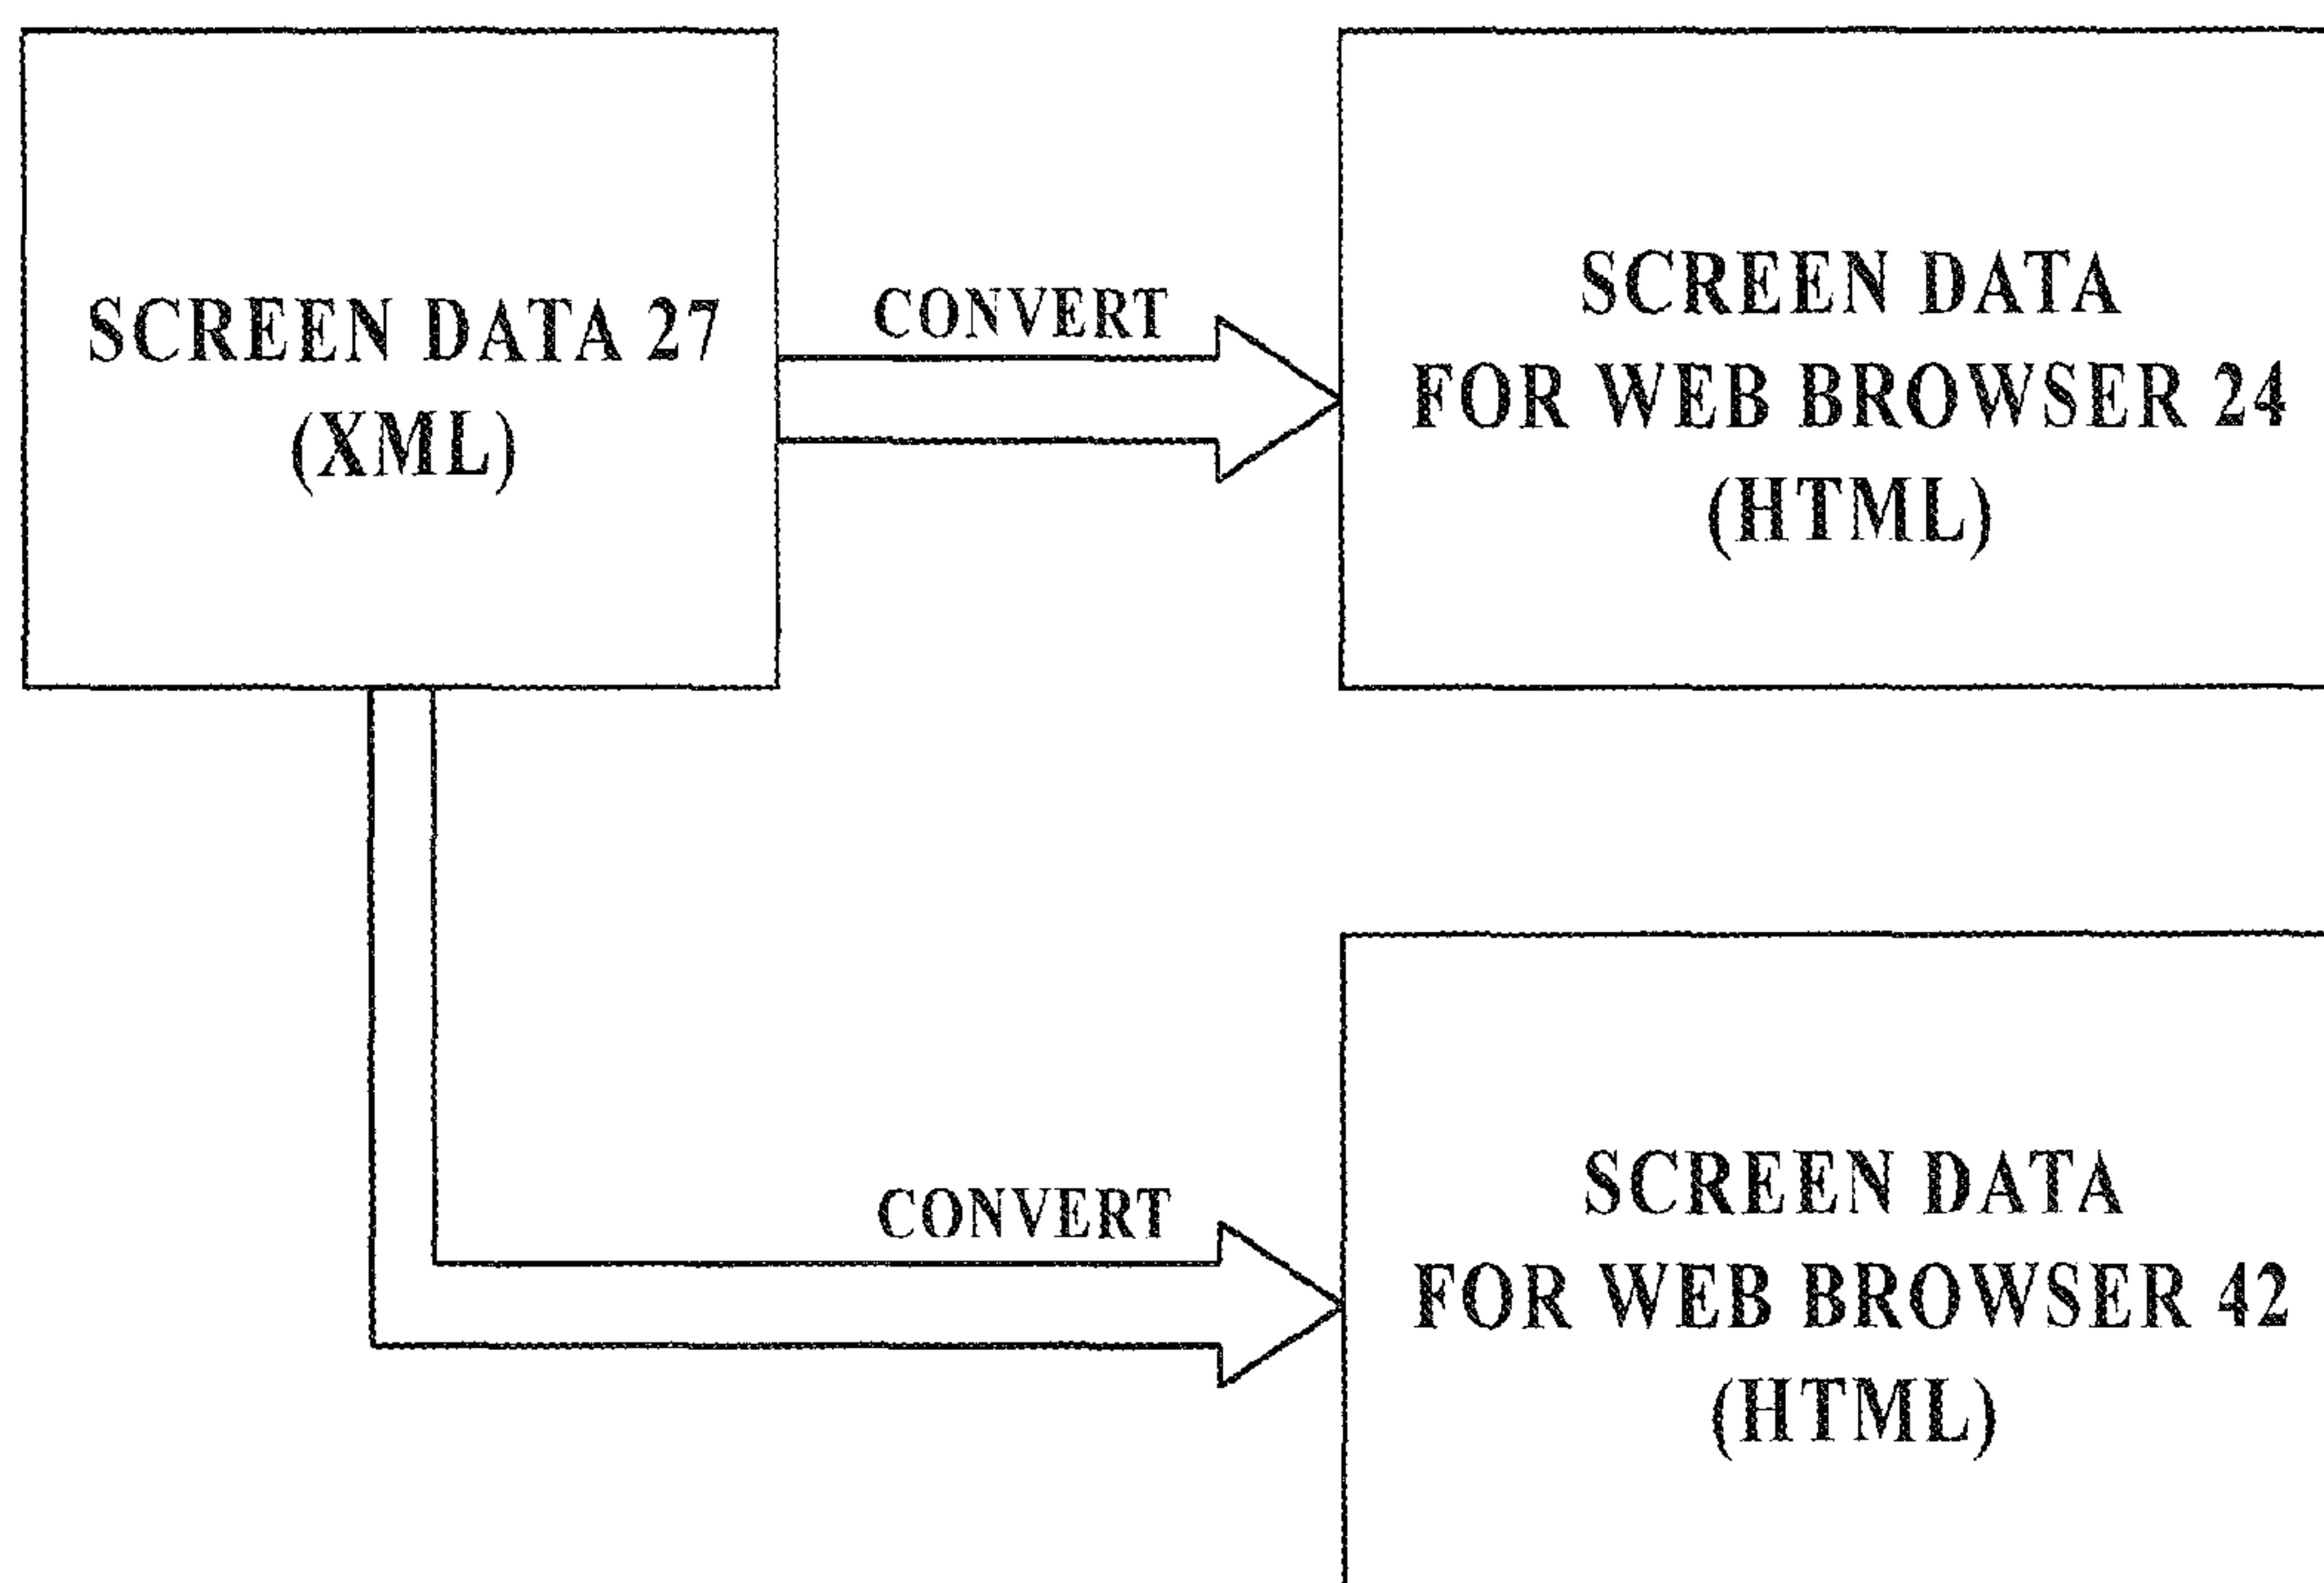 SCREEN DATA 27
(XML)
CONVERT
SCREEN DATA
FOR WEB BROWSER 24
(HTML)
CONVERT
SCREEN DATA
FOR WEB BROWSER 42
(HTML)